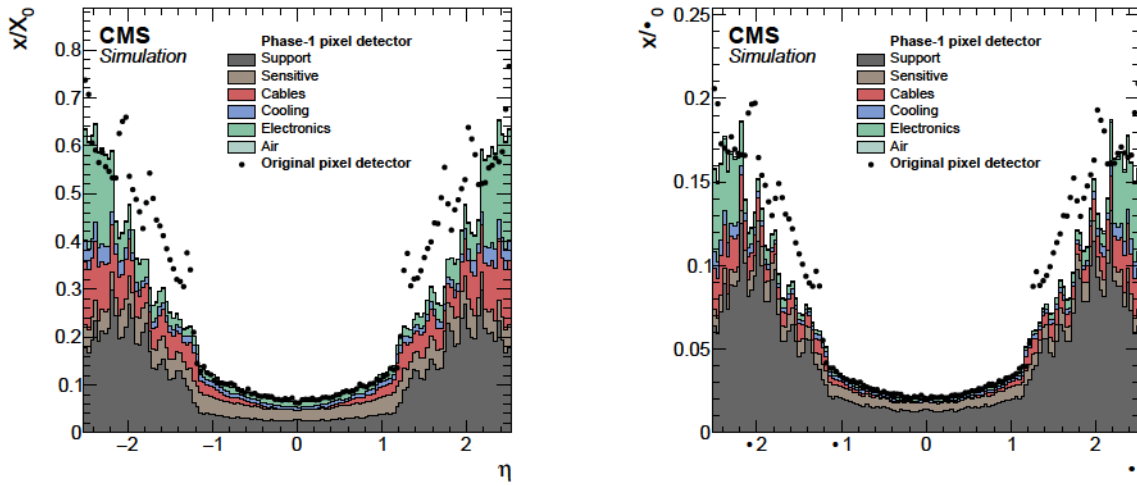 CMS
Simulation
Phase-1 pixel detector
Support
Sensitive
Cables
Cooling
Electronics
Air
Original pixel detector
x/X0
0.8
0.7
0.6
0.5
0.4
0.3
0.2
0.1
0
−2
−1
0
1
2
η
CMS
Simulation
Phase-1 pixel detector
Support
Sensitive
Cables
Cooling
Electronics
Air
Original pixel detector
x/•0
0.25
0.2
0.15
0.1
0.05
0
•2
•1
0
1
2
•